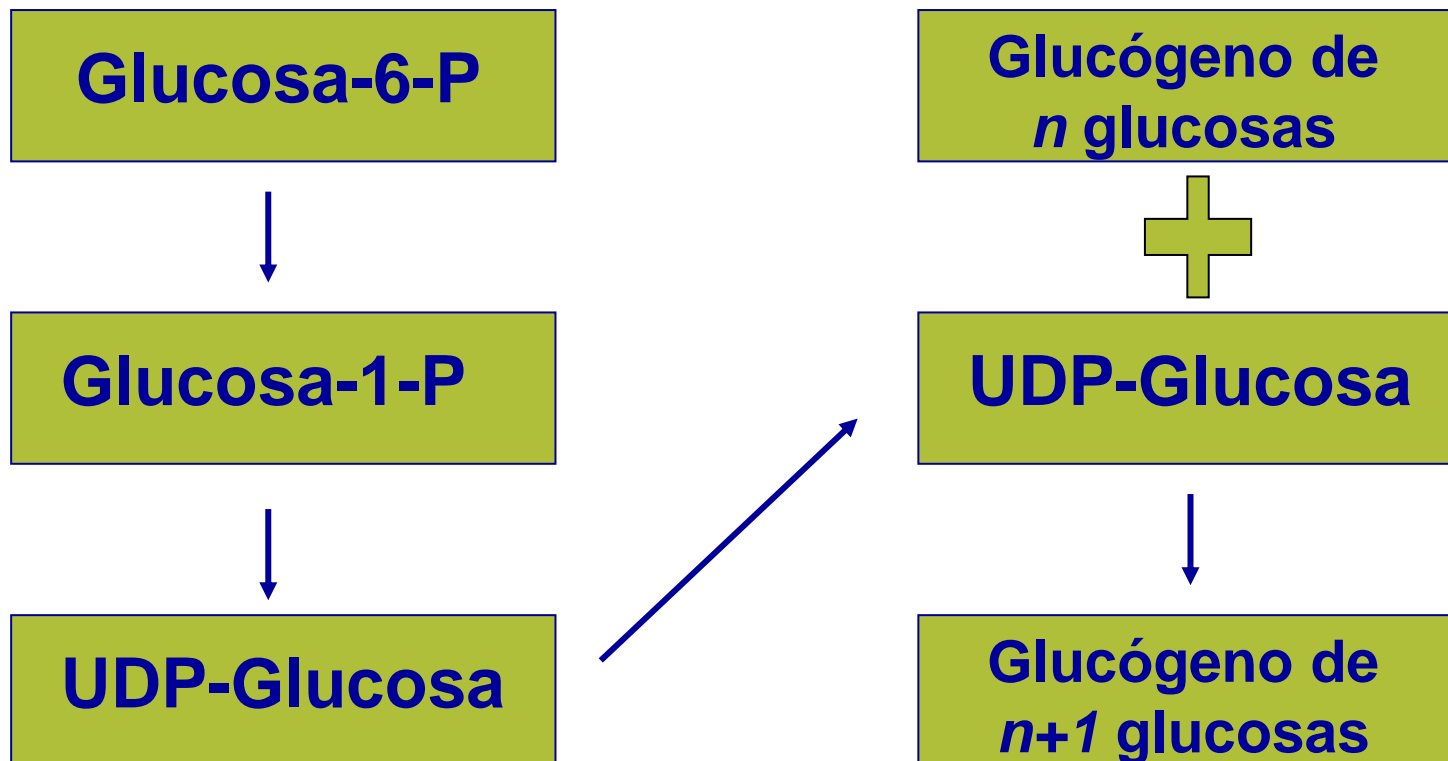 Glucosa-6-P
Glucosa-1-P
UDP-Glucosa
Glucógeno de
n glucosas
UDP-Glucosa
Glucógeno de
n+1 glucosas